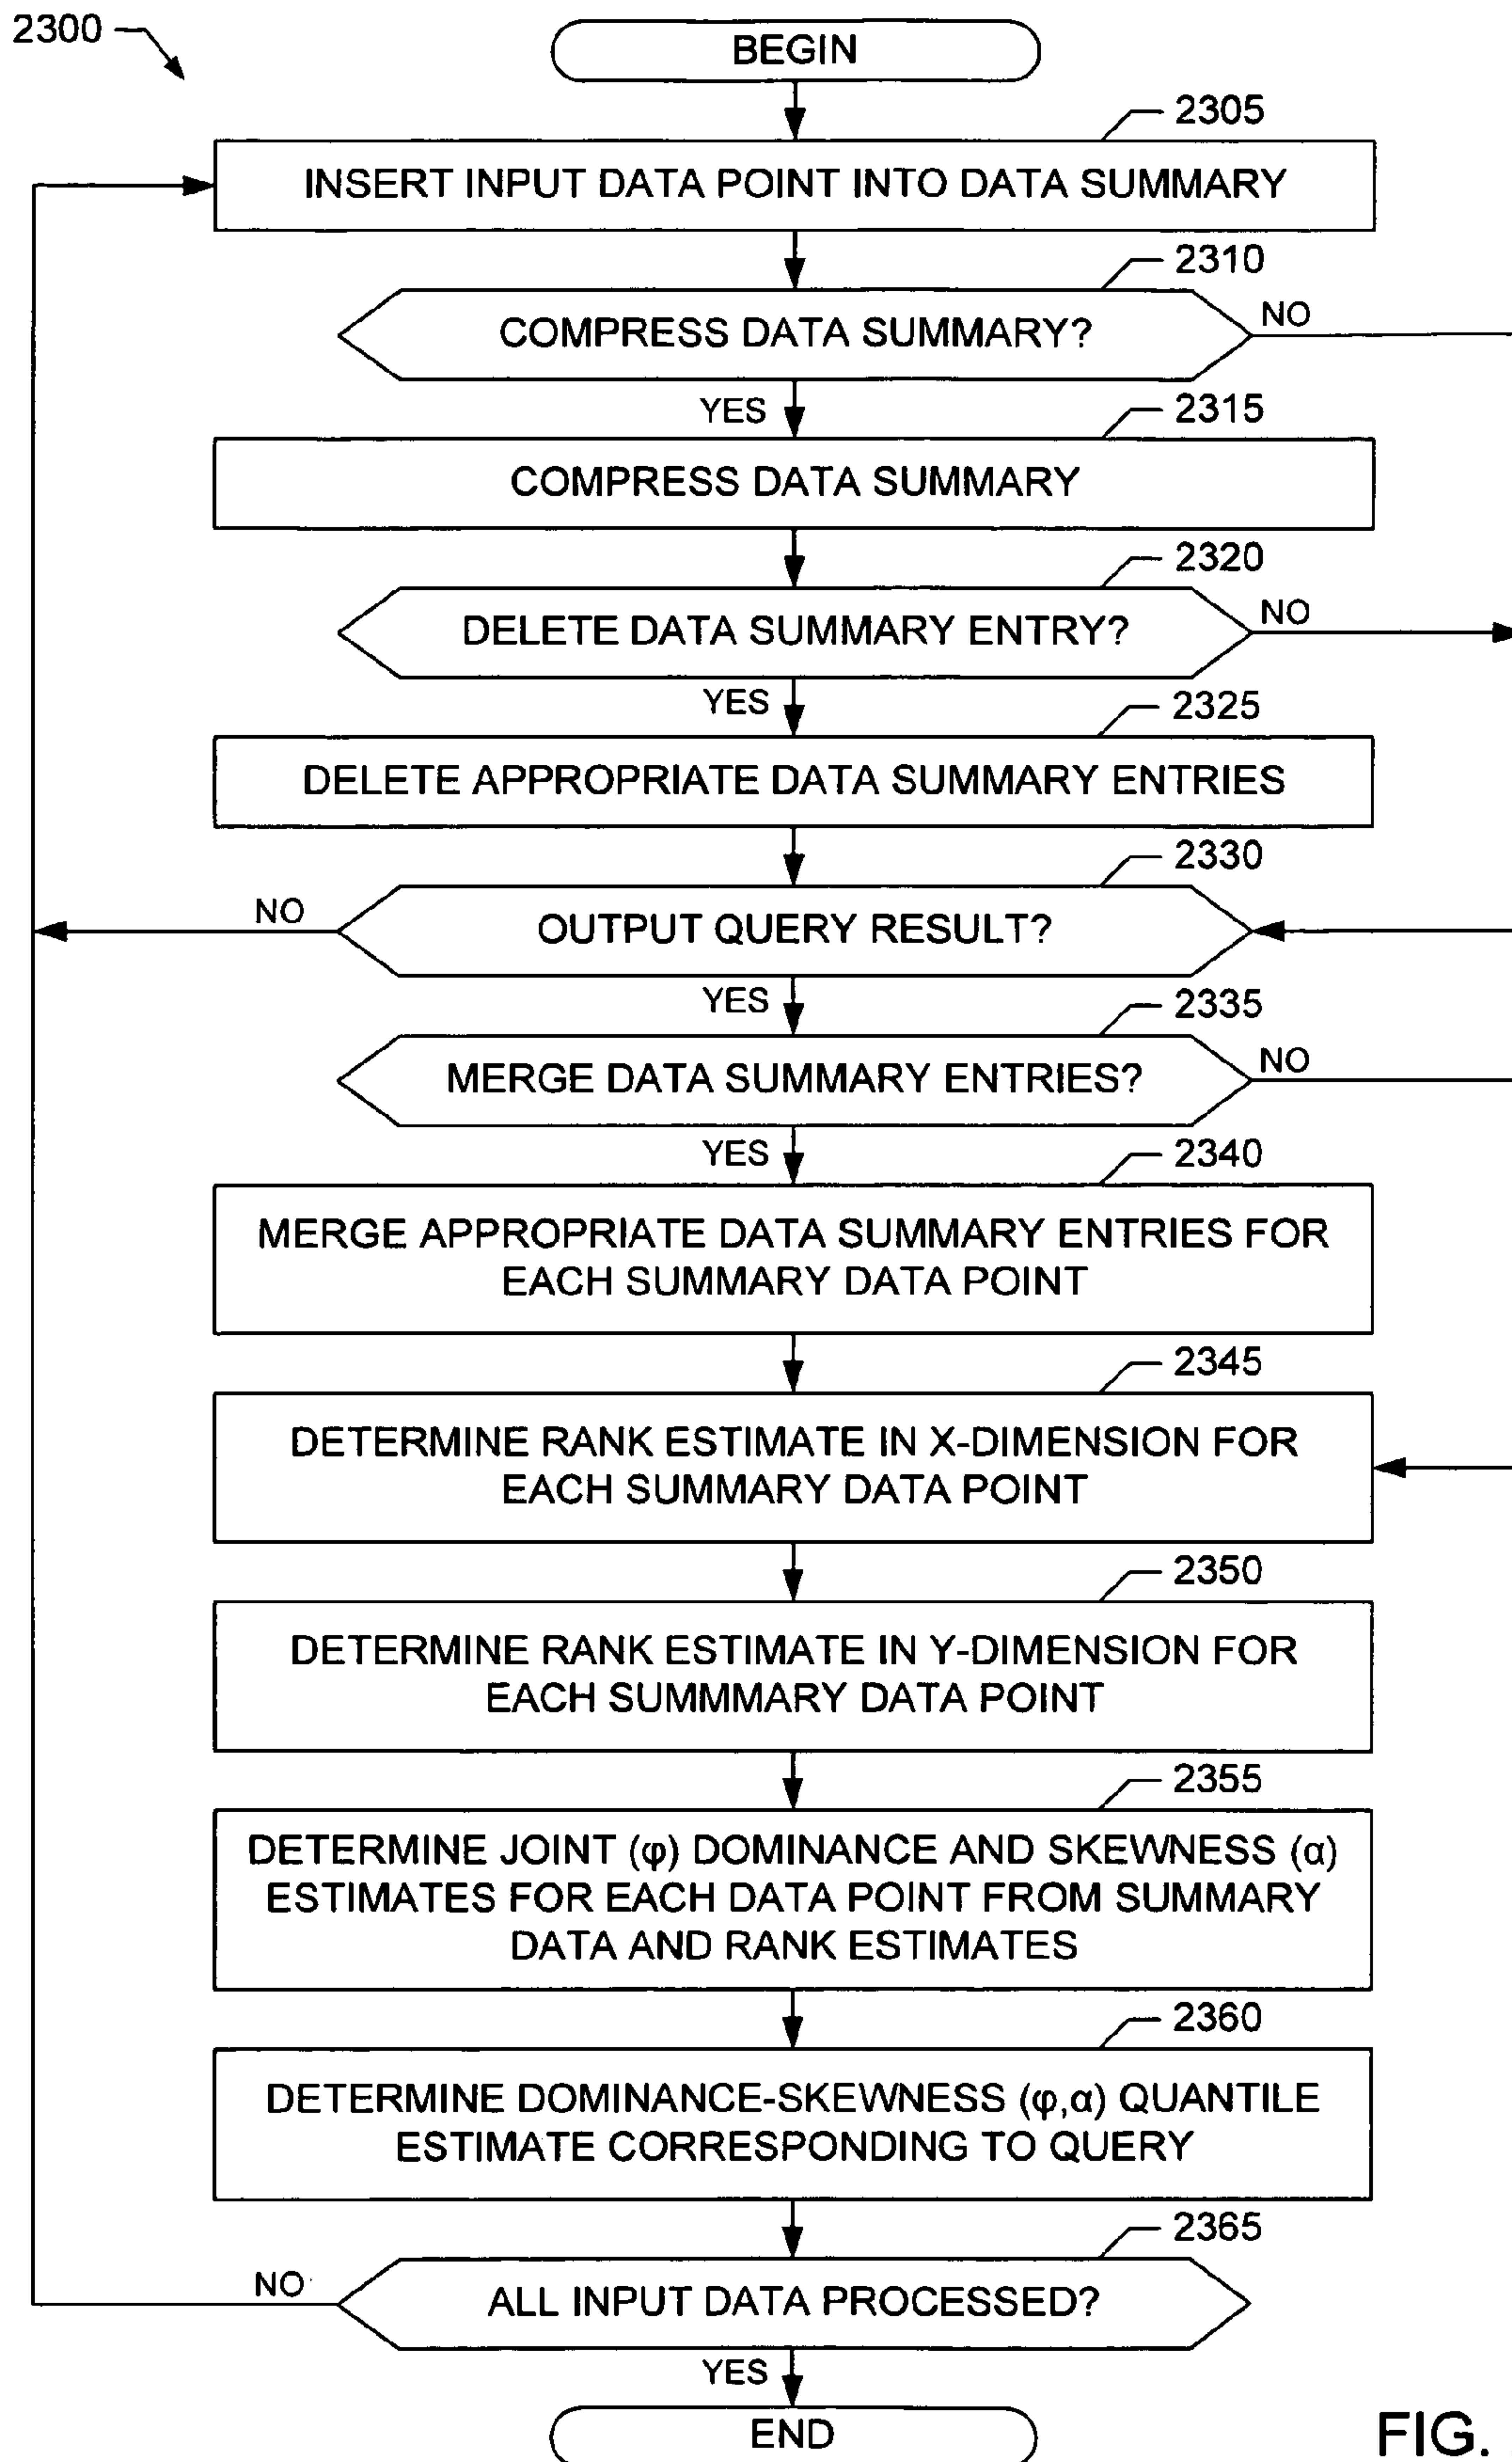 2300
BEGIN
2305
INSERT INPUT DATA POINT INTO DATA SUMMARY
2310
COMPRESS DATA SUMMARY?
NO
YES
2315
COMPRESS DATA SUMMARY
2320
DELETE DATA SUMMARY ENTRY?
NO
YES
2325
DELETE APPROPRIATE DATA SUMMARY ENTRIES
2330
NO
OUTPUT QUERY RESULT?
YES
2335
MERGE DATA SUMMARY ENTRIES?
NO
YES
2340
MERGE APPROPRIATE DATA SUMMARY ENTRIES FOR
EACH SUMMARY DATA POINT
2345
DETERMINE RANK ESTIMATE IN X-DIMENSION FOR
EACH SUMMARY DATA POINT
2350
DETERMINE RANK ESTIMATE IN Y-DIMENSION FOR
EACH SUMMMARY DATA POINT
2355
DETERMINE JOINT (φ) DOMINANCE AND SKEWNESS (α)
ESTIMATES FOR EACH DATA POINT FROM SUMMARY
DATA AND RANK ESTIMATES
2360
DETERMINE DOMINANCE-SKEWNESS (φ,α) QUANTILE
ESTIMATE CORRESPONDING TO QUERY
2365
NO
ALL INPUT DATA PROCESSED?
YES
END
FIG.